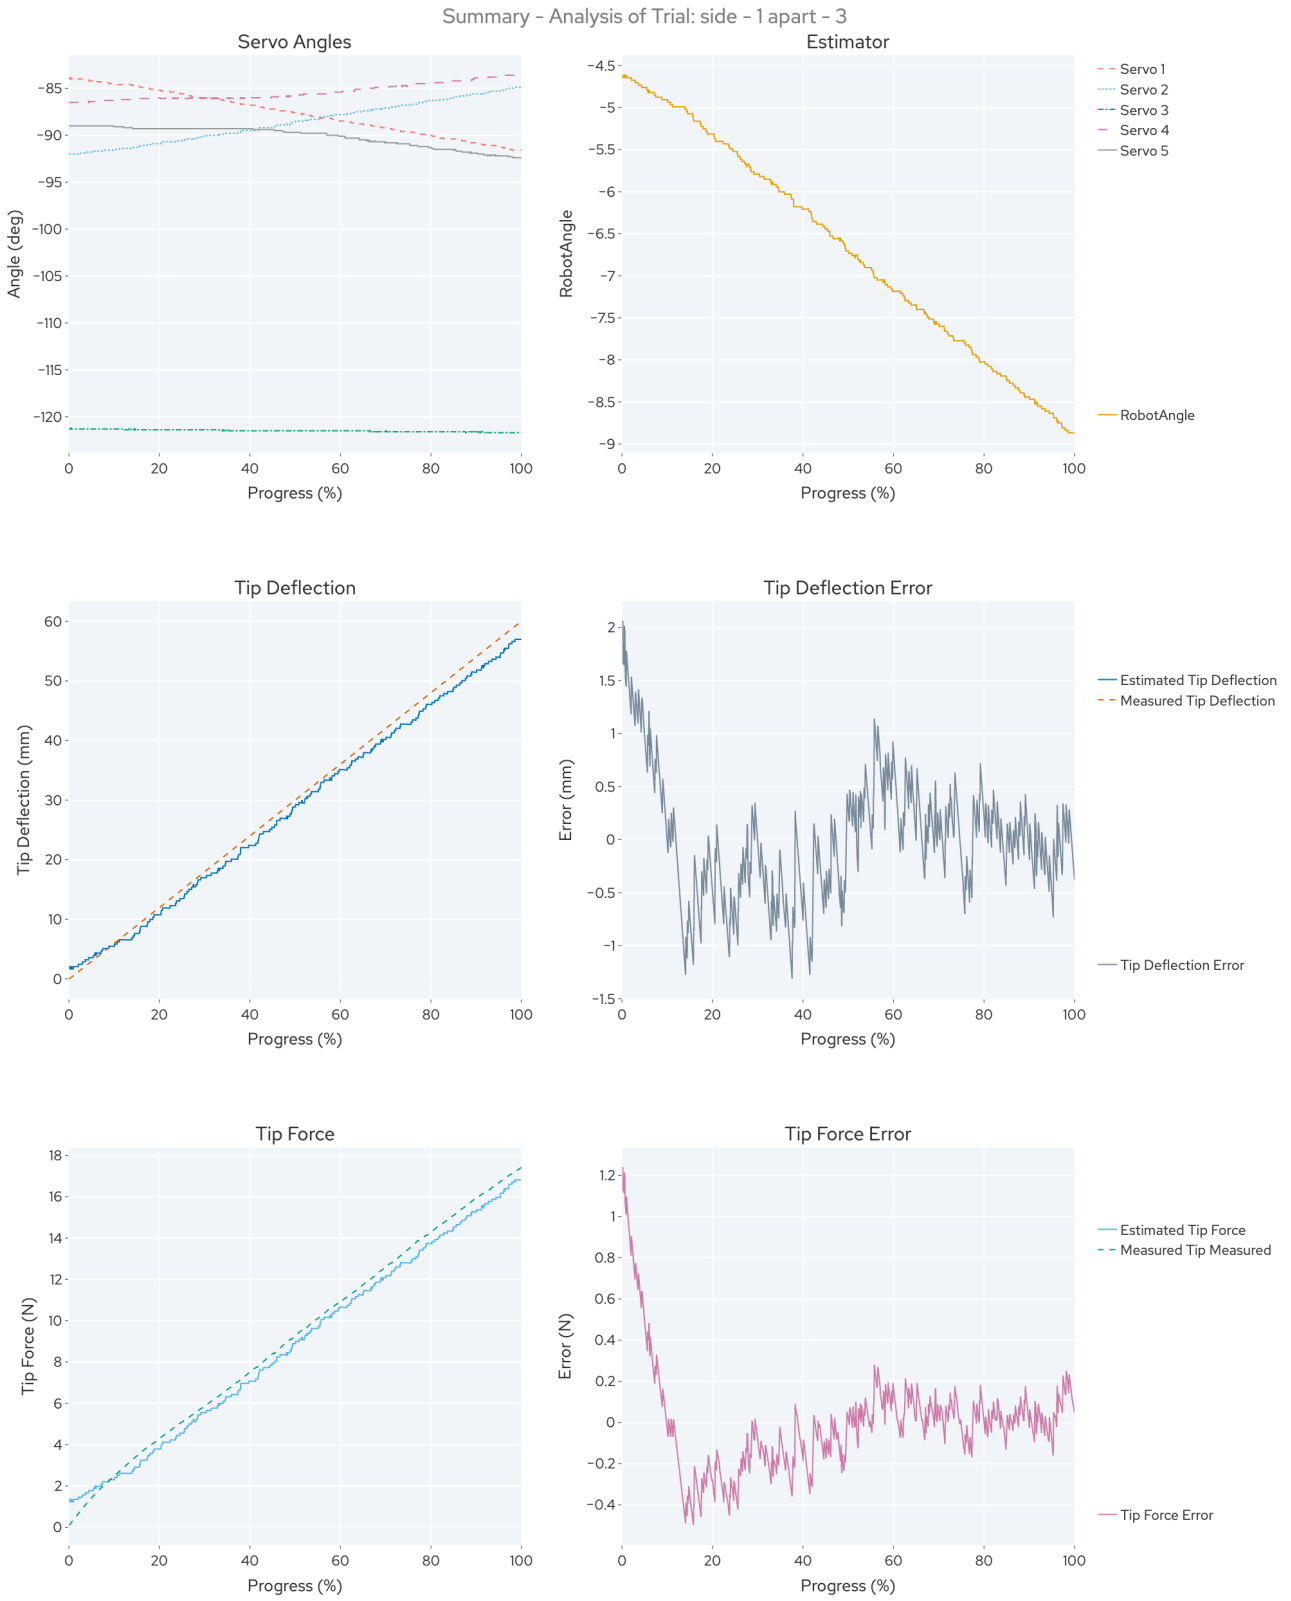 Summary - Analysis of Trial: side - 1 apart - 3
Servo Angles
Angle (deg)
−85
−90
−95
−100
−105
−110
−115
−120
0 20 40 60 80 100
Progress (%)
Estimator
RobotAngle
−4.5
−5
−5.5
−6
−6.5
−7
−7.5
−8
−8.5
−9
0 20 40 60 80 100
Progress (%)
Servo 1
Servo 2
Servo 3
Servo 4
Servo 5
RobotAngle
Tip Deflection
Tip Deflection (mm)
60
50
40
30
20
10
0
0 20 40 60 80 100
Progress (%)
Tip Deflection Error
Error (mm)
2
1.5
1
0.5
0
−0.5
−1
−1.5
0 20 40 60 80 100
Progress (%)
Estimated Tip Deflection
Measured Tip Deflection
Tip Deflection Error
Tip Force
Tip Force (N)
18
16
14
12
10
8
6
4
2
0
0 20 40 60 80 100
Progress (%)
Tip Force Error
Error (N)
1.2
1
0.8
0.6
0.4
0.2
0
−0.2
−0.4
0 20 40 60 80 100
Progress (%)
Estimated Tip Force
Measured Tip Measured
Tip Force Error